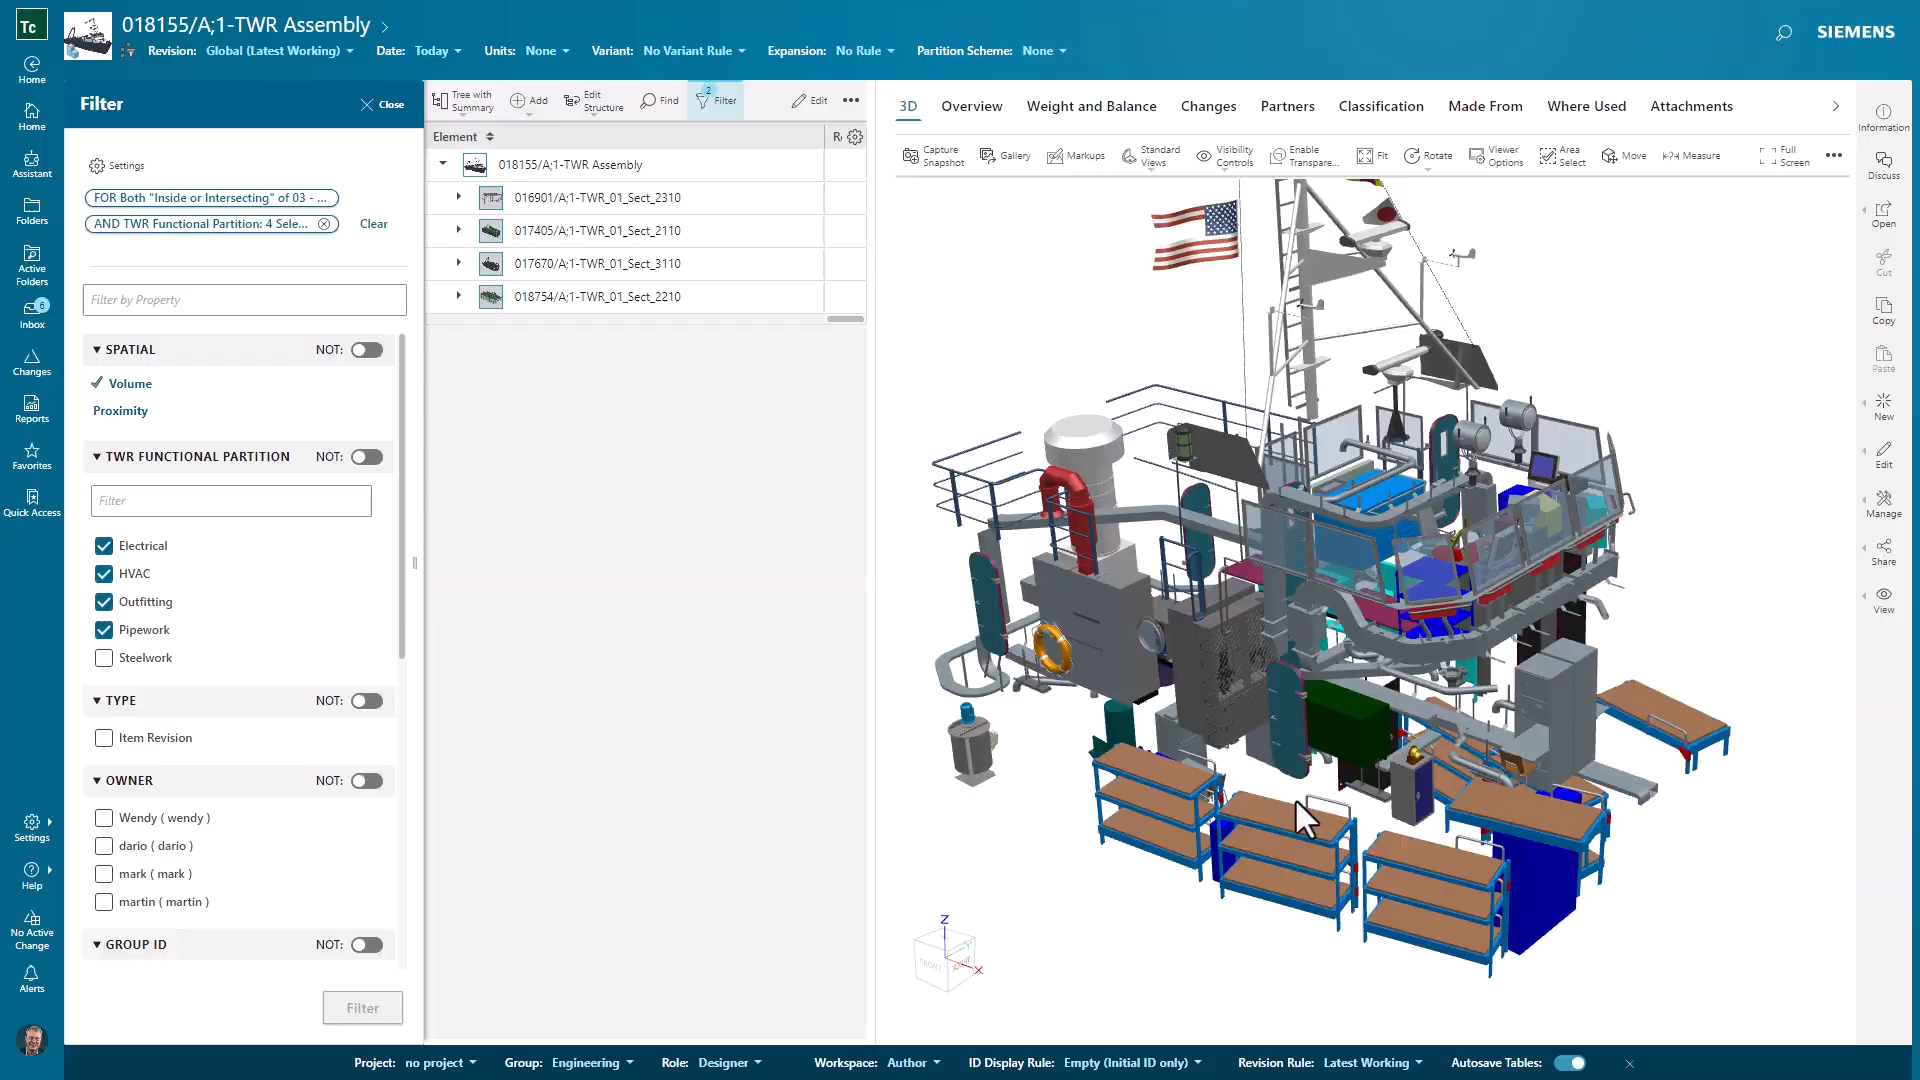 Tc
018155/A;1-TWR Assembly
Revision: Global (Latest Working) Date: Today Units: None Variant: No Variant Rule Expansion: No Rule Partition Scheme: None
SIEMENS
Home
Home
Assistant
Folders
Active
Folders
6
Inbox
Changes
Reports
Favorites
Quick Access
Settings
Help
No Active
Change
Alerts
Filter
Close
Settings
FOR Both "Inside or Intersecting" of 03 - ...
AND TWR Functional Partition: 4 Sele...
Clear
Filter by Property
SPATIAL NOT:
Volume
Proximity
TWR FUNCTIONAL PARTITION NOT:
Filter
Electrical
HVAC
Outfitting
Pipework
Steelwork
TYPE NOT:
Item Revision
OWNER NOT:
Wendy ( wendy )
dario ( dario )
mark ( mark )
martin ( martin )
GROUP ID NOT:
Filter
Tree with
Summary
Add
Edit
Structure
Find
2
Filter
Edit
Element
R
018155/A;1-TWR Assembly
016901/A;1-TWR_01_Sect_2310
017405/A;1-TWR_01_Sect_2110
017670/A;1-TWR_01_Sect_3110
018754/A;1-TWR_01_Sect_2210
3D Overview Weight and Balance Changes Partners Classification Made From Where Used Attachments
Capture
Snapshot
Gallery
Markups
Standard
Views
Visibility
Controls
Enable
Transpare...
Fit
Rotate
Viewer
Options
Area
Select
Move
Measure
Full
Screen
Z
Y
X
FRONT
RIGHT
Information
Discuss
Open
Cut
Copy
Paste
New
Edit
Manage
Share
View
Project: no project Group: Engineering Role: Designer Workspace: Author ID Display Rule: Empty (Initial ID only) Revision Rule: Latest Working Autosave Tables: